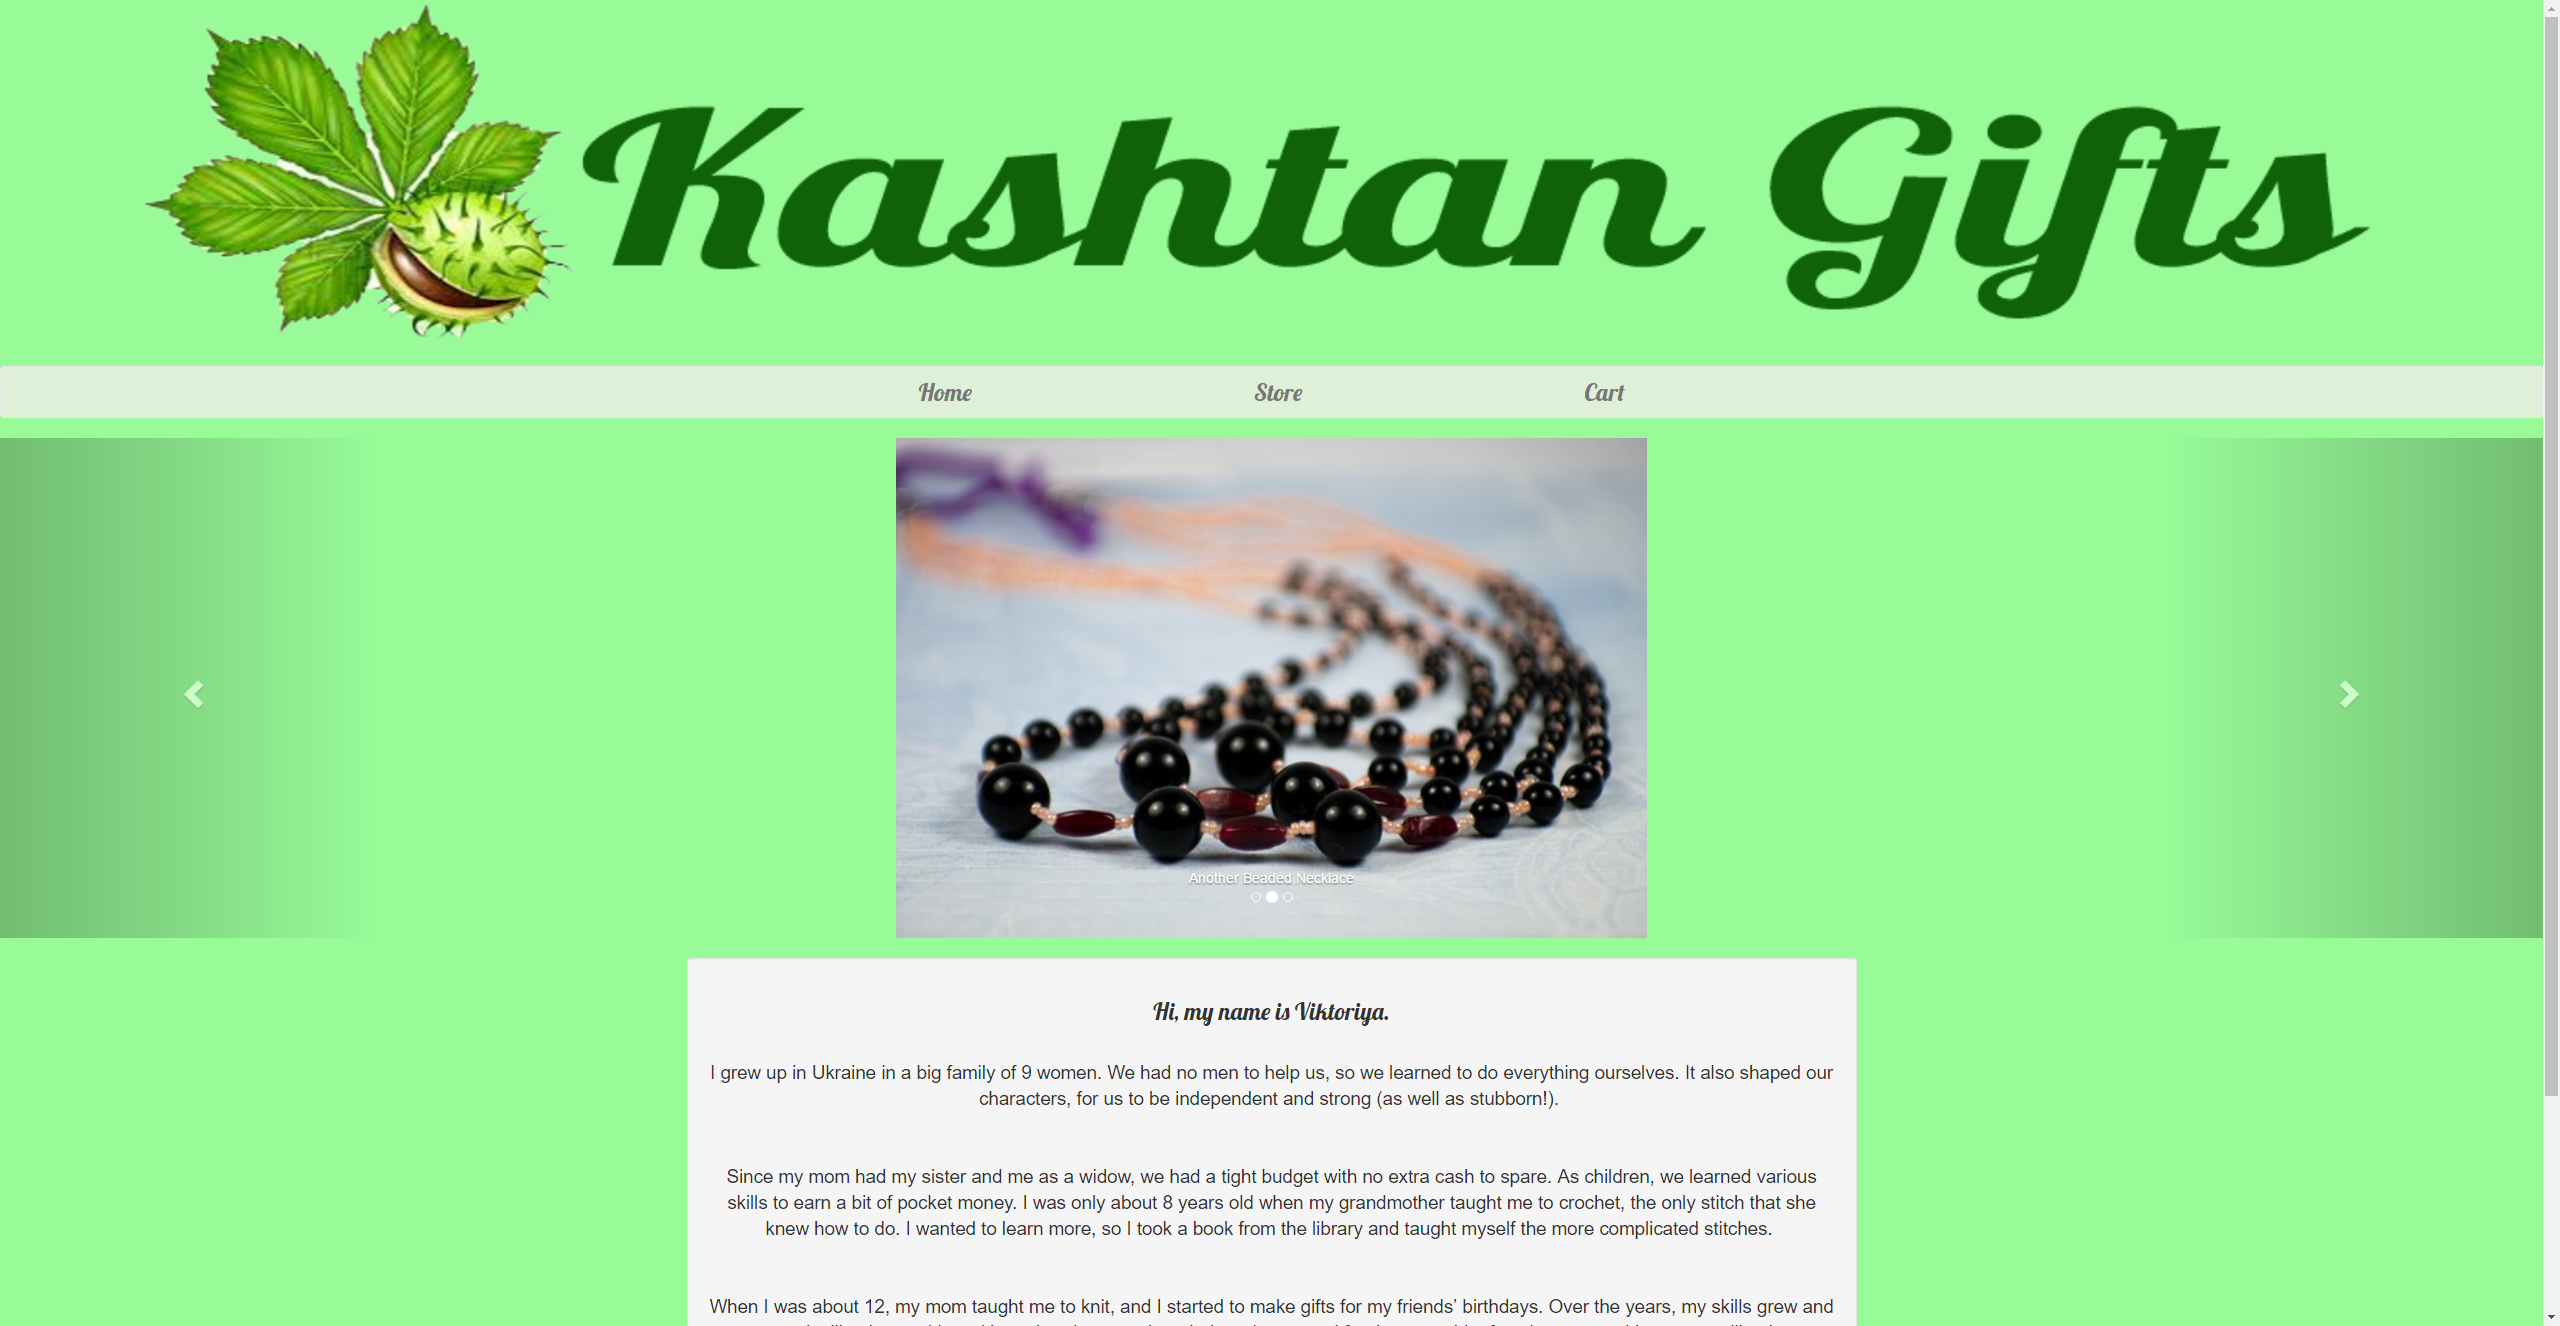 Kashtan Gifts
Home Store Cart
Another Beaded Necklace
Hi, my name is Viktoriya.
I grew up in Ukraine in a big family of 9 women. We had no men to help us, so we learned to do everything ourselves. It also shaped our
characters, for us to be independent and strong (as well as stubborn!).
Since my mom had my sister and me as a widow, we had a tight budget with no extra cash to spare. As children, we learned various
skills to earn a bit of pocket money. I was only about 8 years old when my grandmother taught me to crochet, the only stitch that she
knew how to do. I wanted to learn more, so I took a book from the library and taught myself the more complicated stitches.
When I was about 12, my mom taught me to knit, and I started to make gifts for my friends’ birthdays. Over the years, my skills grew and